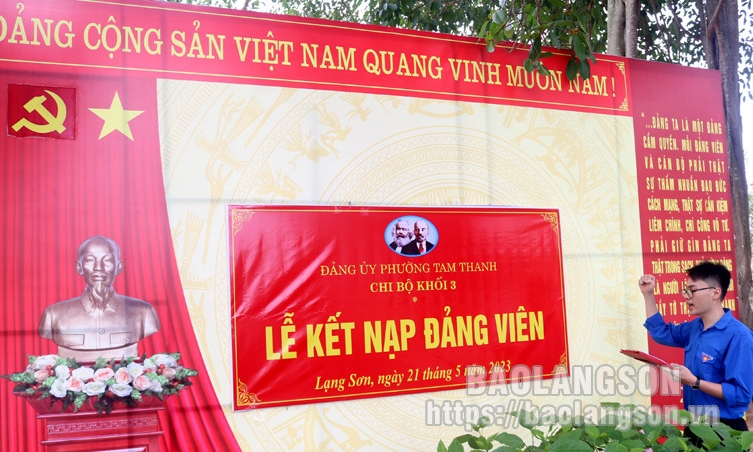 ĐẢNG CỘNG SẢN VIỆT NAM QUANG VINH MUÔN NĂM !
"...ĐẢNG TA LÀ MỘT ĐẢNG
CẦM QUYỀN. MỖI ĐẢNG VIÊN
VÀ CÁN BỘ PHẢI THẬT
SỰ THẤM NHUẦN ĐẠO ĐỨC
CÁCH MẠNG, THẬT SỰ CẦN KIỆM
LIÊM CHÍNH, CHÍ CÔNG VÔ TƯ.
PHẢI GIỮ GÌN ĐẢNG TA
THẬT TRONG SẠCH
LÀ NGƯỜI
ĐẢNG ỦY PHƯỜNG TAM THANH
CHI BỘ KHỐI 3
LỄ KẾT NẠP ĐẢNG VIÊN
Lạng Sơn, ngày 21 tháng 5 năm 2023
BAOLANGSON
https://baolangson.vn